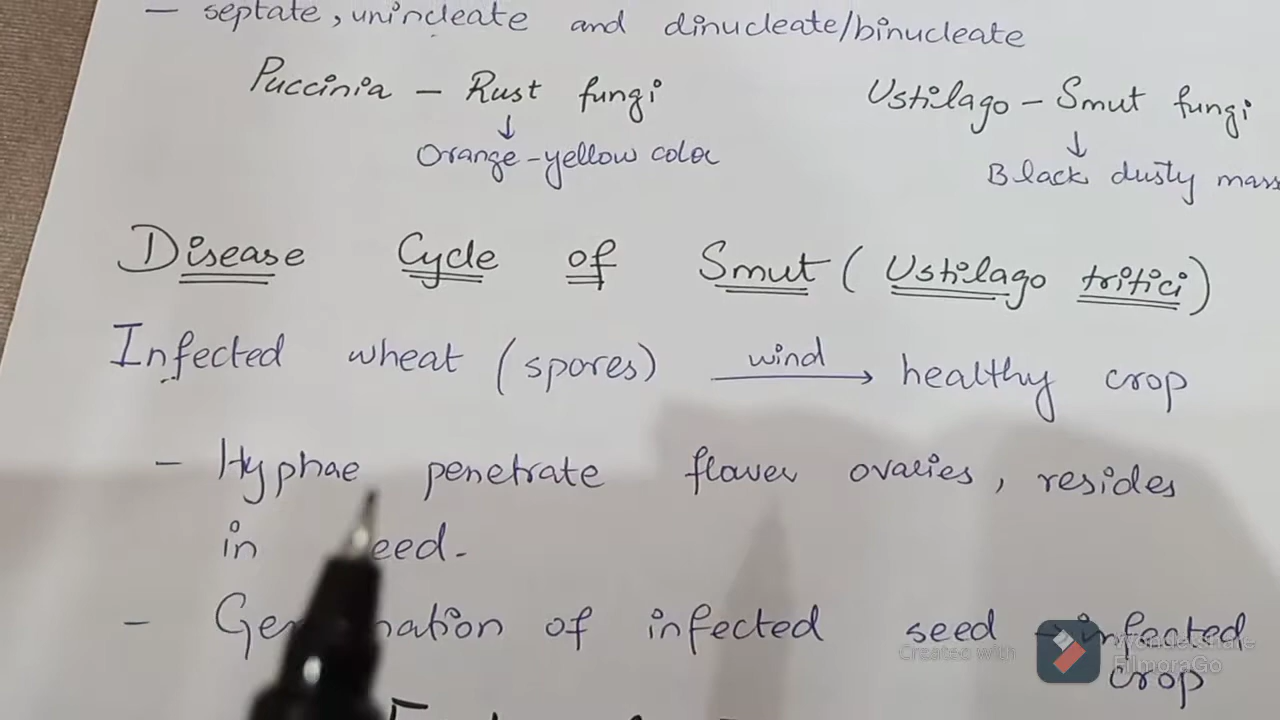 – septate, unincleate and dinucleate/binucleate
Puccinia – Rust fungi
Ustilago – Smut fungi
↓
↓
Orange-yellow color
Black dusty mass
Disease Cycle of Smut (Ustilago tritici)
Infected wheat (spores) wind → healthy crop
– Hyphae penetrate flower ovaries, resides
in eed.
– Ge nation of infected seed → infected
crop
Created with Wondershare
FilmoraGo